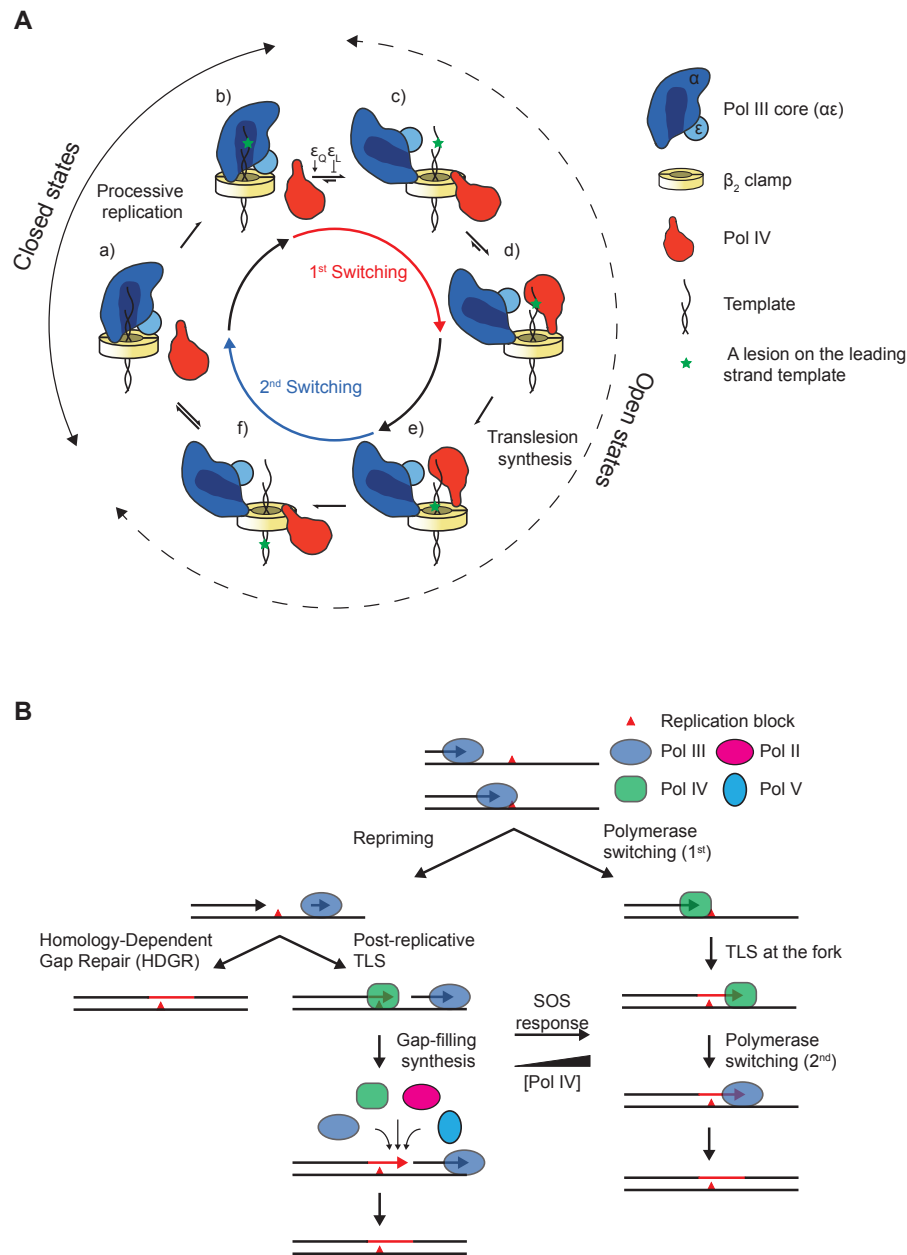 A
Closed states
Open states
Processive
replication
a)
b)
c)
d)
e)
f)
εQ εL
1st Switching
2nd Switching
Translesion
synthesis
α
ε
Pol III core (αε)
β2 clamp
Pol IV
Template
A lesion on the leading
strand template
B
Replication block
Pol III
Pol II
Pol IV
Pol V
Repriming
Polymerase
switching (1st)
Homology-Dependent
Gap Repair (HDGR)
Post-replicative
TLS
TLS at the fork
Gap-filling
synthesis
SOS
response
[Pol IV]
Polymerase
switching (2nd)